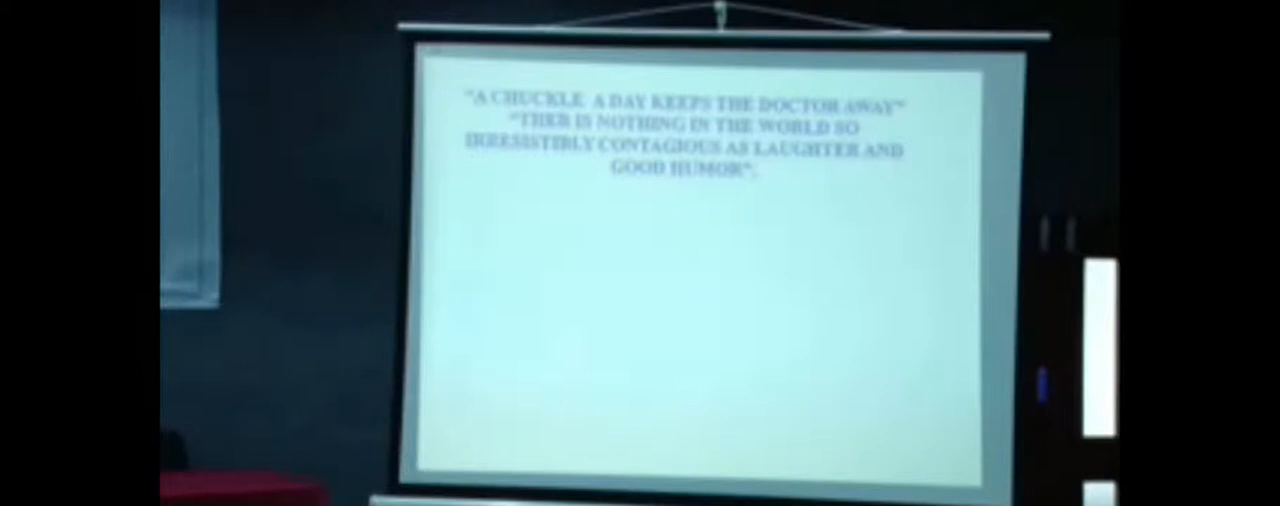 "A CHUCKLE A DAY KEEPS THE DOCTOR AWAY"
"THER IS NOTHING IN THE WORLD SO
IRRESISTIBLY CONTAGIOUS AS LAUGHTER AND
GOOD HUMOR".